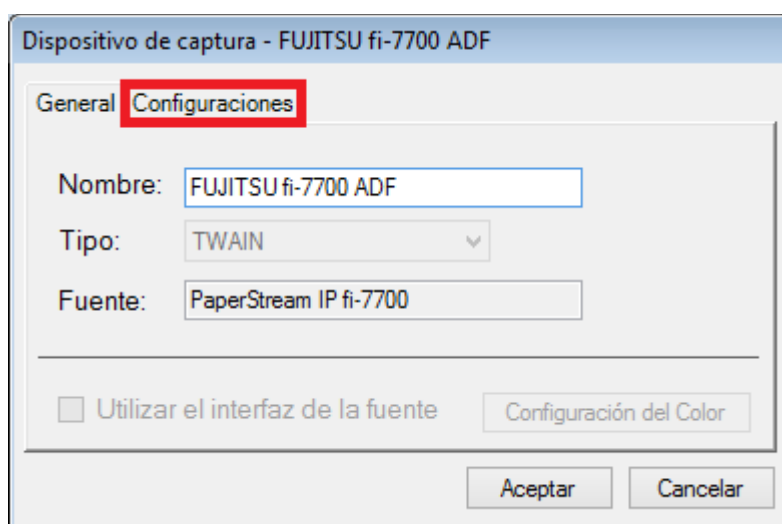 Dispositivo de captura - FUJITSU fi-7700 ADF
General Configuraciones
Nombre: FUJITSU fi-7700 ADF
Tipo: TWAIN
Fuente: PaperStream IP fi-7700
Utilizar el interfaz de la fuente Configuración del Color
Aceptar Cancelar